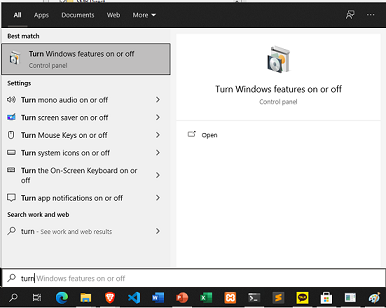 All Apps Documents Web More
Best match
Turn Windows features on or off
Control panel
Settings
Turn mono audio on or off
Turn screen saver on or off
Turn Mouse Keys on or off
Turn system icons on or off
Turn the On-Screen Keyboard on or
off
Turn app notifications on or off
Search work and web
turn - See work and web results
Turn Windows features on or off
Control panel
Open
turn Windows features on or off